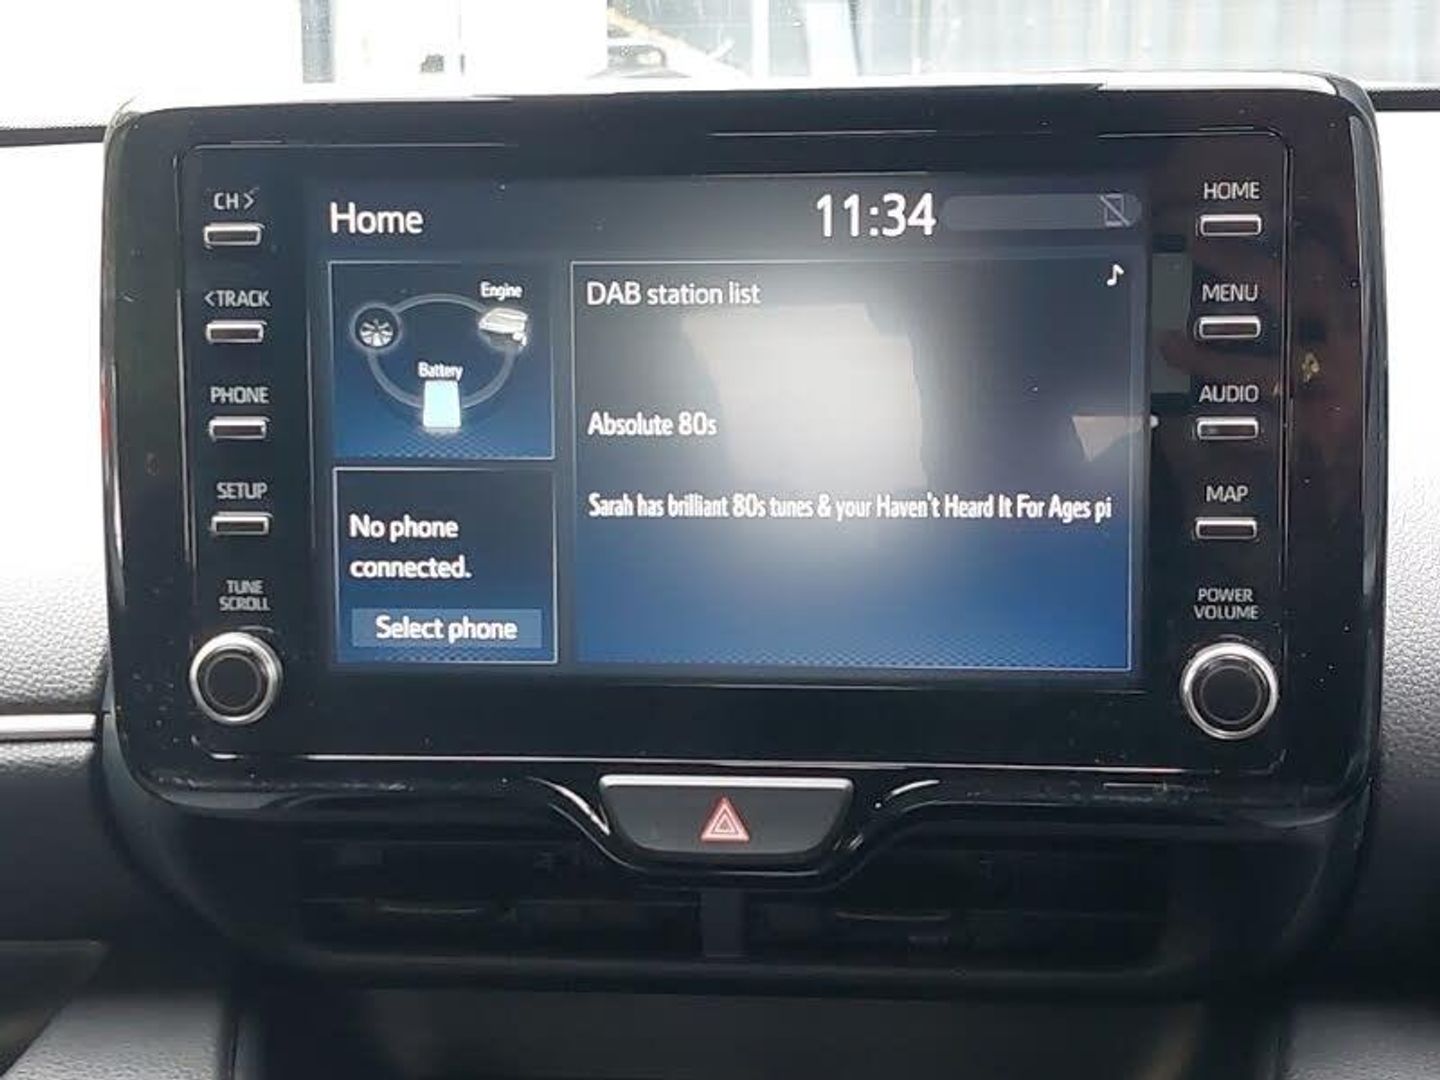 CH>
<TRACK
PHONE
SETUP
TUNE
SCROLL
Home
11:34
Engine
Battery
No phone
connected.
Select phone
DAB station list
Absolute 80s
Sarah has brilliant 80s tunes & your Haven't Heard It For Ages pi
HOME
MENU
AUDIO
MAP
POWER
VOLUME